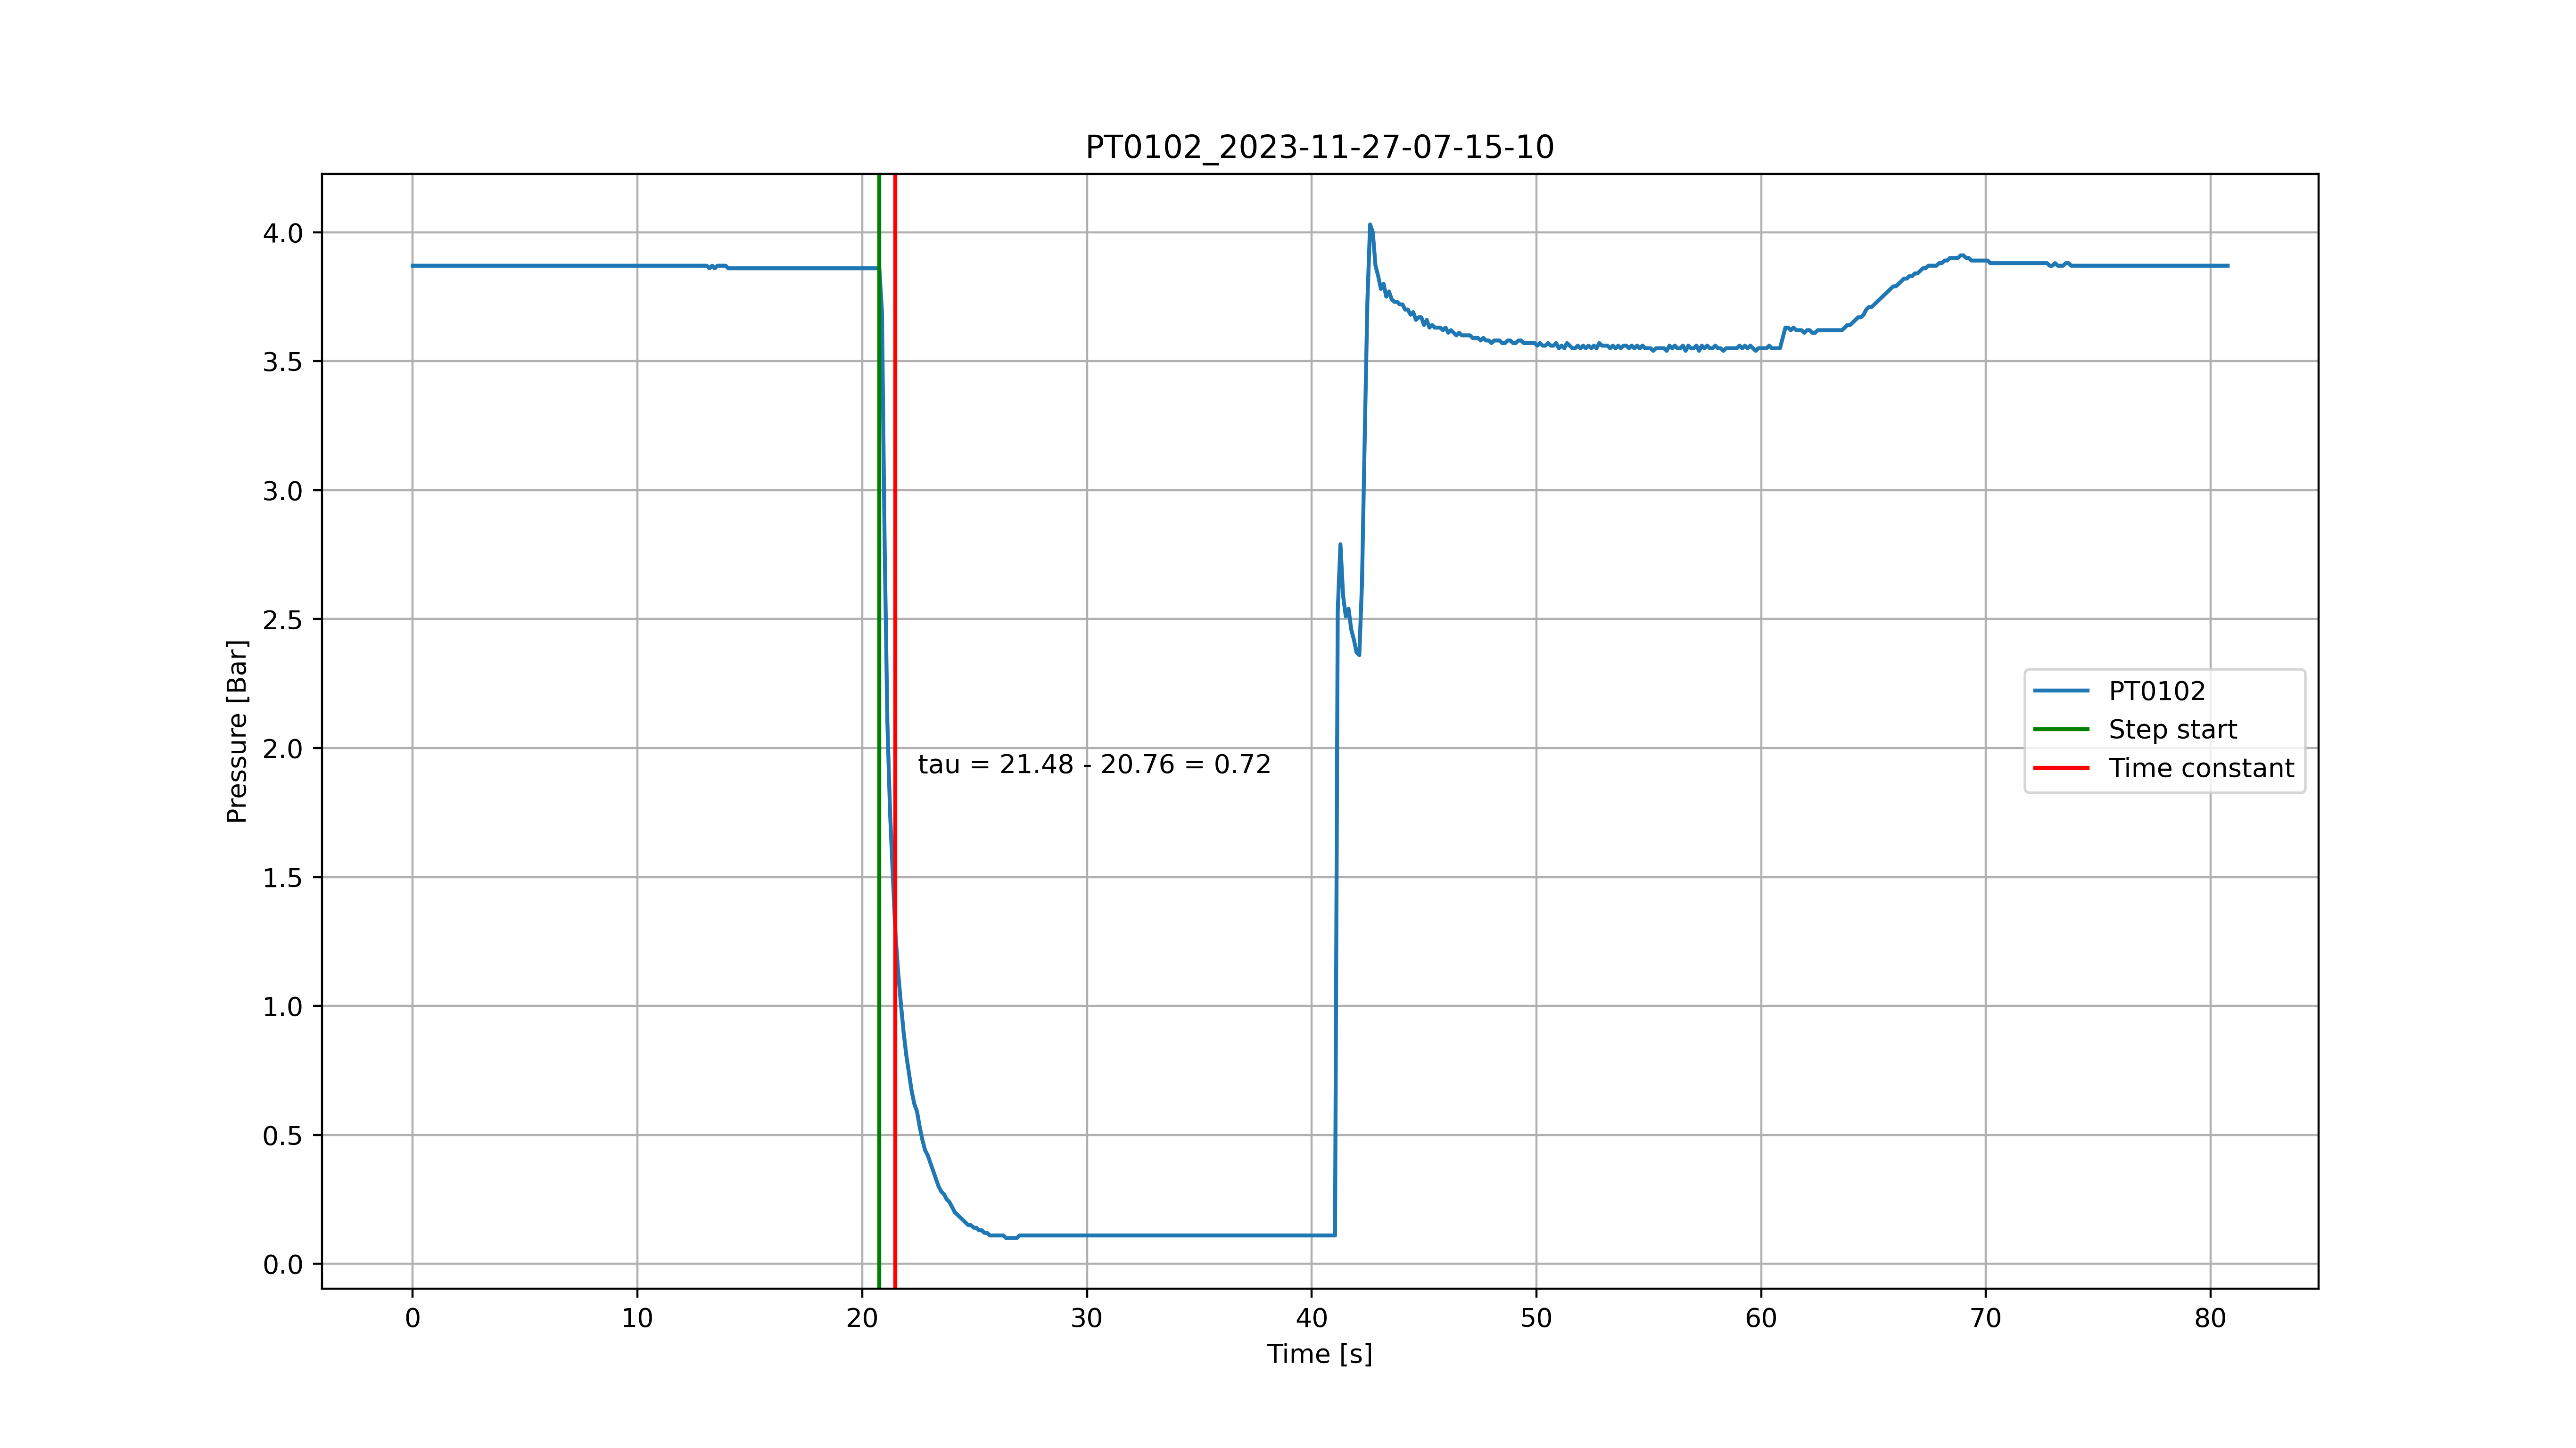 PT0102_2023-11-27-07-15-10
4.0
3.5
3.0
2.5
2.0
1.5
1.0
0.5
0.0
Pressure [Bar]
tau = 21.48 - 20.76 = 0.72
PT0102
Step start
Time constant
0 10 20 30 40 50 60 70 80
Time [s]